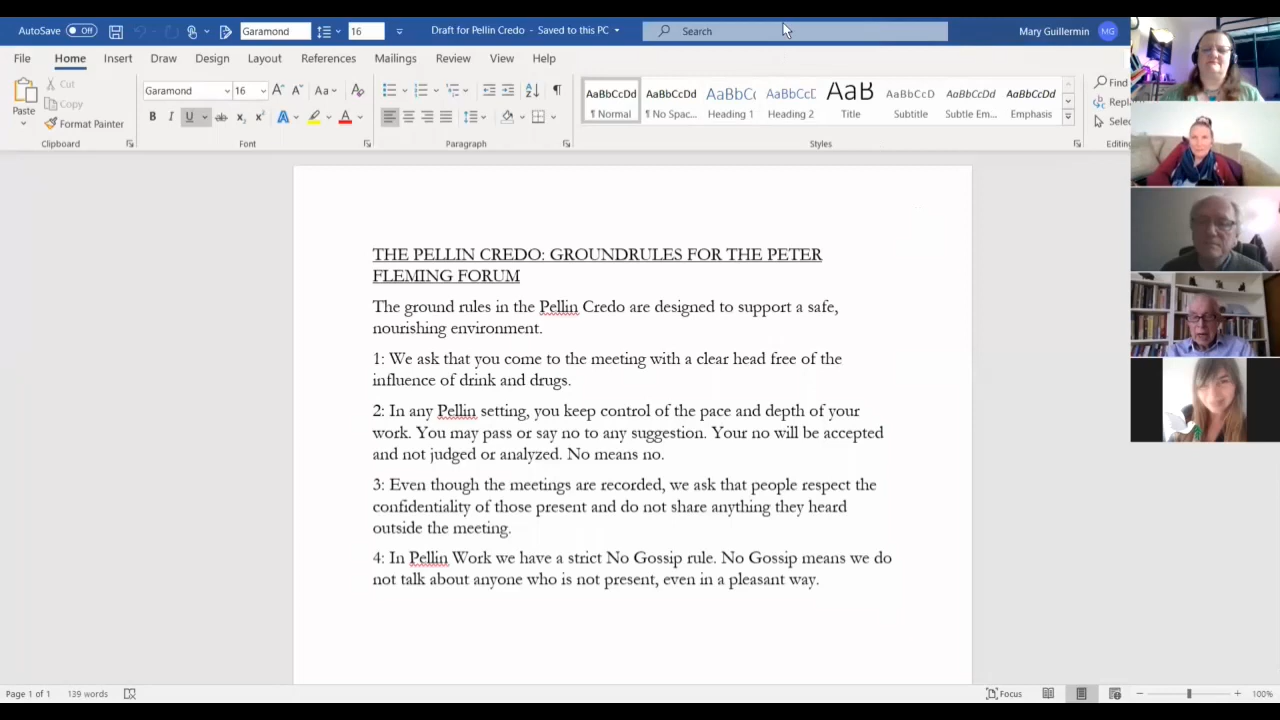 AutoSave Off Garamond 16 Draft for Pellin Credo - Saved to this PC Search Mary Guillermin MG
File Home Insert Draw Design Layout References Mailings Review View Help
Paste Cut Copy Format Painter
Garamond 16 Aa
AaBbCcDd AaBbCcDd AaBbCc AaBbCcD AaB AaBbCcD AaBbCcDd AaBbCcDd
¶ Normal ¶ No Spac... Heading 1 Heading 2 Title Subtitle Subtle Em... Emphasis
Find
Repla
Selec
Clipboard Font Paragraph Styles Editing
THE PELLIN CREDO: GROUNDRULES FOR THE PETER
FLEMING FORUM
The ground rules in the Pellin Credo are designed to support a safe,
nourishing environment.
1: We ask that you come to the meeting with a clear head free of the
influence of drink and drugs.
2: In any Pellin setting, you keep control of the pace and depth of your
work. You may pass or say no to any suggestion. Your no will be accepted
and not judged or analyzed. No means no.
3: Even though the meetings are recorded, we ask that people respect the
confidentiality of those present and do not share anything they heard
outside the meeting.
4: In Pellin Work we have a strict No Gossip rule. No Gossip means we do
not talk about anyone who is not present, even in a pleasant way.
Page 1 of 1 139 words Focus 100%